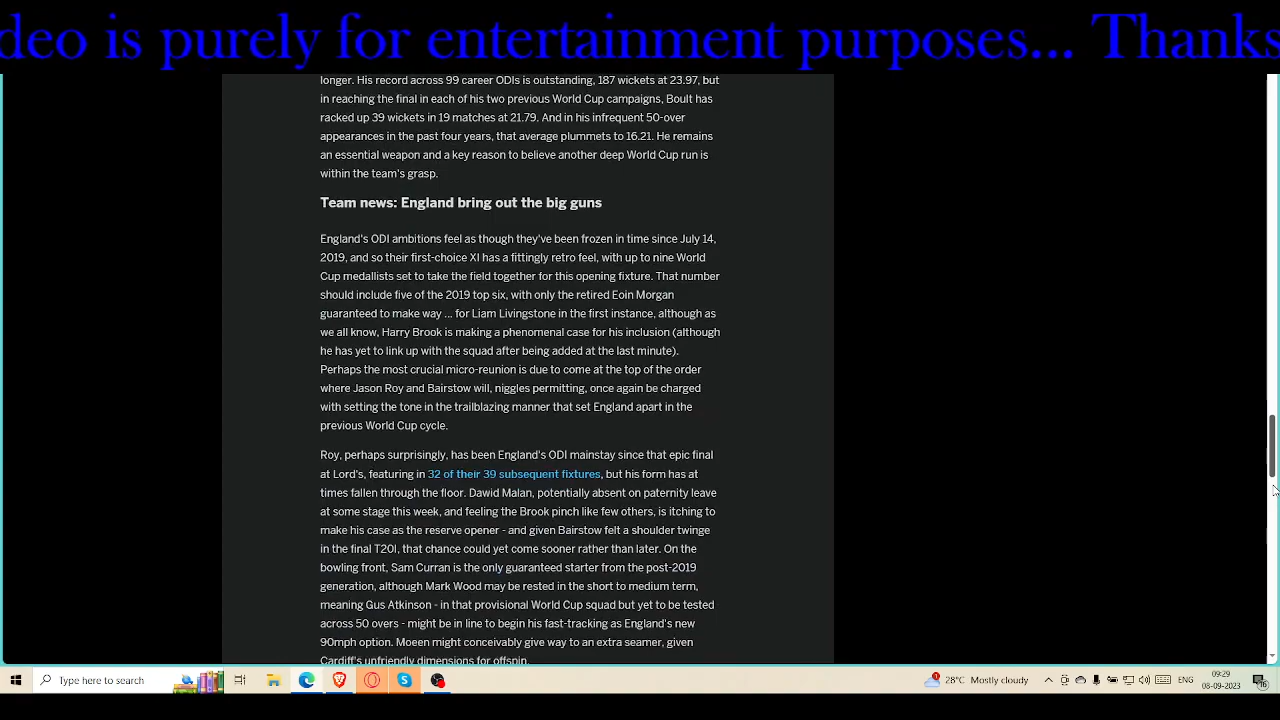 deo is purely for entertainment purposes... Thanks
longer. His record across 99 career ODIs is outstanding, 187 wickets at 23.97, but
in reaching the final in each of his two previous World Cup campaigns, Boult has
racked up 39 wickets in 19 matches at 21.79. And in his infrequent 50-over
appearances in the past four years, that average plummets to 16.21. He remains
an essential weapon and a key reason to believe another deep World Cup run is
within the team's grasp.
Team news: England bring out the big guns
England's ODI ambitions feel as though they've been frozen in time since July 14,
2019, and so their first-choice XI has a fittingly retro feel, with up to nine World
Cup medallists set to take the field together for this opening fixture. That number
should include five of the 2019 top six, with only the retired Eoin Morgan
guaranteed to make way ... for Liam Livingstone in the first instance, although as
we all know, Harry Brook is making a phenomenal case for his inclusion (although
he has yet to link up with the squad after being added at the last minute).
Perhaps the most crucial micro-reunion is due to come at the top of the order
where Jason Roy and Bairstow will, niggles permitting, once again be charged
with setting the tone in the trailblazing manner that set England apart in the
previous World Cup cycle.
Roy, perhaps surprisingly, has been England's ODI mainstay since that epic final
at Lord's, featuring in 32 of their 39 subsequent fixtures, but his form has at
times fallen through the floor. Dawid Malan, potentially absent on paternity leave
at some stage this week, and feeling the Brook pinch like few others, is itching to
make his case as the reserve opener - and given Bairstow felt a shoulder twinge
in the final T20I, that chance could yet come sooner rather than later. On the
bowling front, Sam Curran is the only guaranteed starter from the post-2019
generation, although Mark Wood may be rested in the short to medium term,
meaning Gus Atkinson - in that provisional World Cup squad but yet to be tested
across 50 overs - might be in line to begin his fast-tracking as England's new
90mph option. Moeen might conceivably give way to an extra seamer, given
Cardiff's unfriendly dimensions for offspin.
Type here to search
28°C Mostly cloudy
ENG
09:29
08-09-2023
16